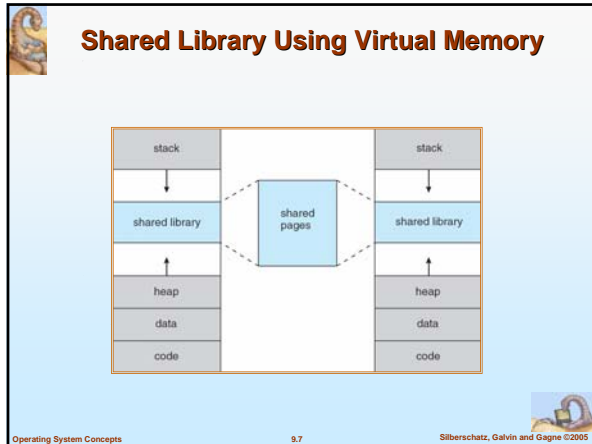 Shared Library Using Virtual Memory
stack
shared library
heap
data
code
shared
pages
stack
shared library
heap
data
code
Operating System Concepts
9.7
Silberschatz, Galvin and Gagne ©2005